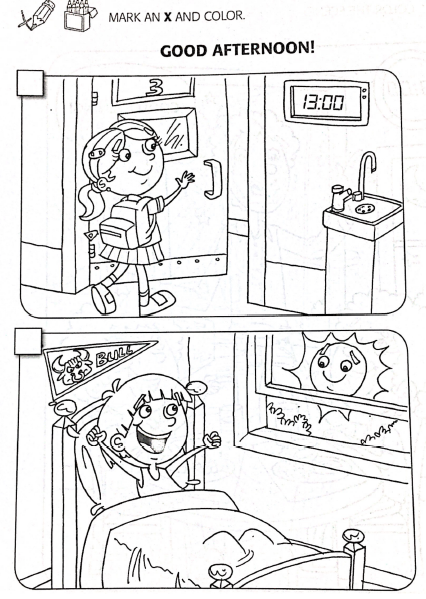 MARK AN X AND COLOR.
GOOD AFTERNOON!
3
13:00
BULL